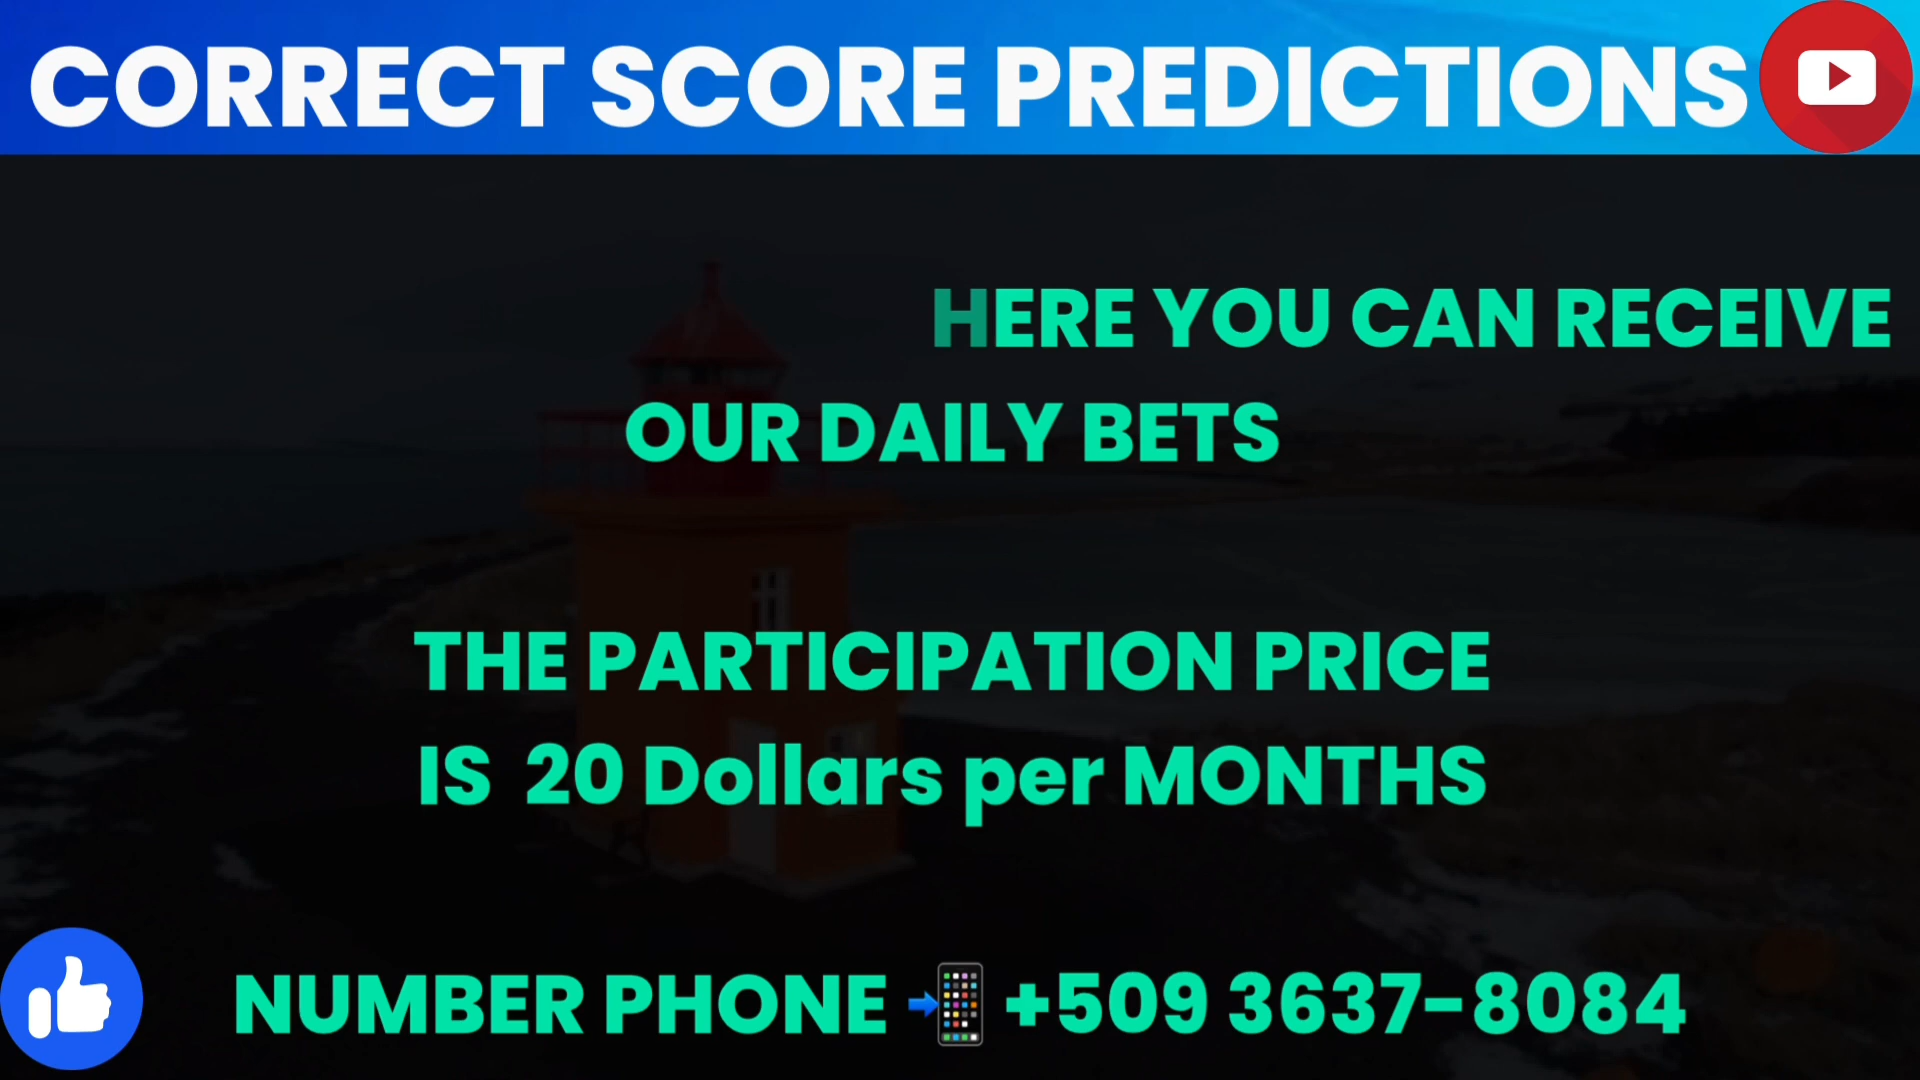 CORRECT SCORE PREDICTIONS
HERE YOU CAN RECEIVE
OUR DAILY BETS
THE PARTICIPATION PRICE
IS 20 Dollars per MONTHS
NUMBER PHONE 📲 +509 3637-8084